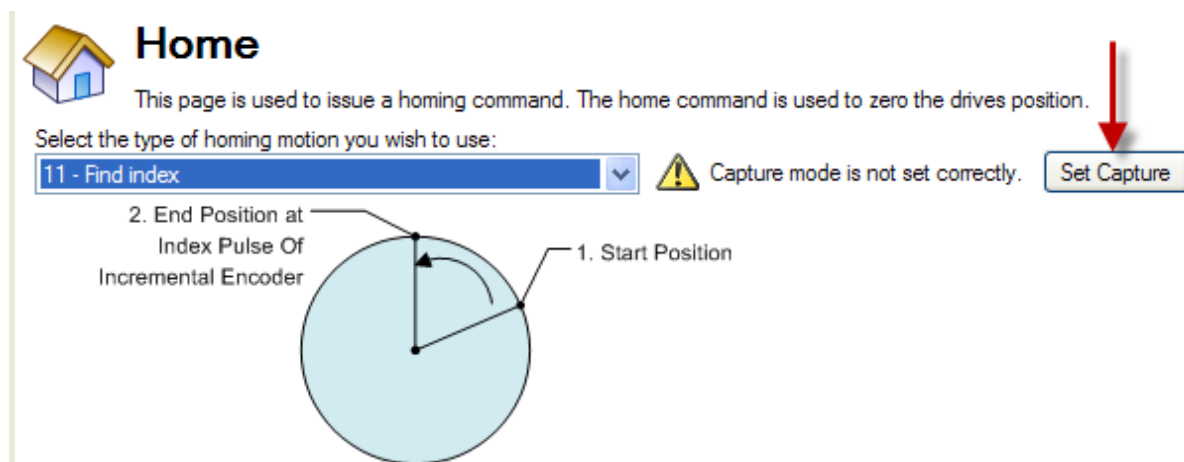 Home
This page is used to issue a homing command. The home command is used to zero the drives position.
Select the type of homing motion you wish to use:
11 - Find index
Capture mode is not set correctly.
Set Capture
2. End Position at
Index Pulse Of
Incremental Encoder
1. Start Position